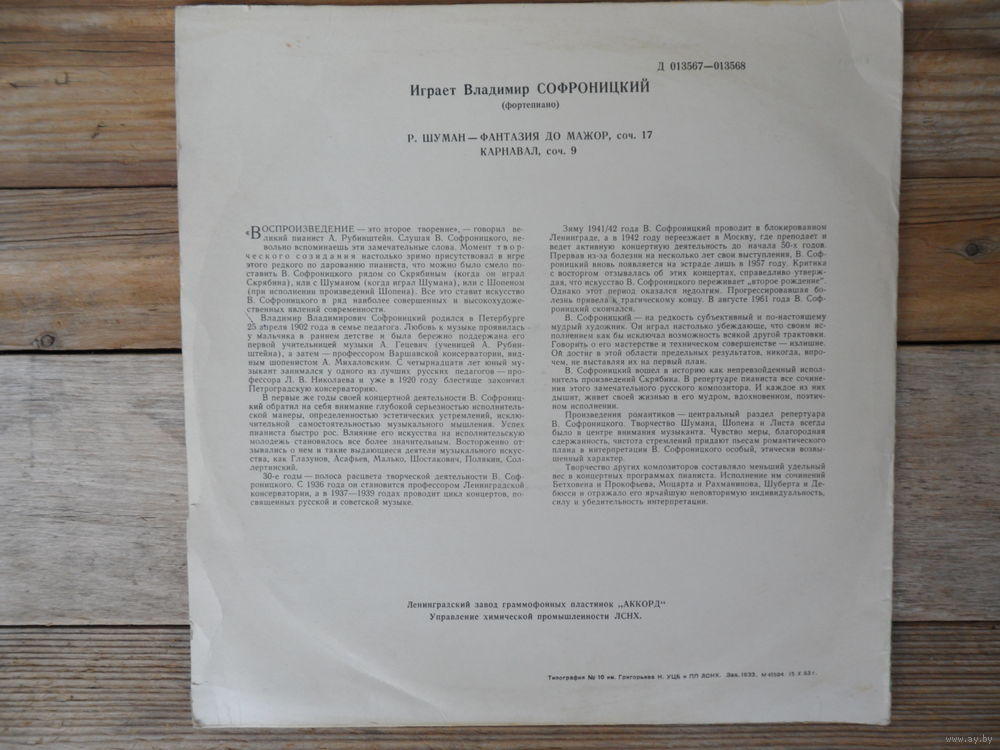 Д 013567—013568
Играет Владимир СОФРОНИЦКИЙ
(фортепиано)
Р. ШУМАН — ФАНТАЗИЯ ДО МАЖОР, соч. 17
КАРНАВАЛ, соч. 9
«ВОСПРОИЗВЕДЕНИЕ — это второе творение», — говорил ве-
ликий пианист А. Рубинштейн. Слушая В. Софроницкого, не-
вольно вспоминаешь эти замечательные слова. Момент твор-
ческого созидания настолько зримо присутствовал в игре
этого редкого по дарованию пианиста, что можно было смело по-
ставить В. Софроницкого рядом со Скрябиным (когда он играл
Скрябина), или с Шуманом (когда играл Шумана), или с Шопеном
(при исполнении произведений Шопена). Все это ставит искусство
В. Софроницкого в ряд наиболее совершенных и высокохудоже-
ственных явлений современности.
Владимир Владимирович Софроницкий родился в Петербурге
25 апреля 1902 года в семье педагога. Любовь к музыке проявилась
у мальчика в раннем детстве и была бережно поддержана его
первой учительницей музыки А. Гецевич (ученицей А. Рубин-
штейна), а затем — профессором Варшавской консерватории, вид-
ным шопенистом А. Михаловским. С четырнадцати лет юный му-
зыкант занимался у одного из лучших русских педагогов — про-
фессора Л. В. Николаева и уже в 1920 году блестяще закончил
Петроградскую консерваторию.
В первые же годы своей концертной деятельности В. Софрониц-
кий обратил на себя внимание глубокой серьезностью исполнитель-
ской манеры, определенностью эстетических устремлений, исклю-
чительной самостоятельностью музыкального мышления. Успех
пианиста быстро рос. Влияние его искусства на исполнительскую
молодежь становилось все более значительным. Восторженно от-
зывались о нем и такие выдающиеся деятели музыкального искус-
ства, как Глазунов, Асафьев, Малько, Шостакович, Полякин, Сол-
лертинский.
30-е годы — полоса расцвета творческой деятельности В. Соф-
роницкого. С 1936 года он становится профессором Ленинградской
консерватории, а в 1937—1939 годах проводит цикл концертов, по-
священных русской и советской музыке.
Зиму 1941/42 года В. Софроницкий проводит в блокированном
Ленинграде, а в 1942 году переезжает в Москву, где преподает и
ведет активную концертную деятельность до начала 50-х годов.
Прервав из-за болезни на несколько лет свои выступления, В. Соф-
роницкий вновь появляется на эстраде лишь в 1957 году. Критика
с восторгом отзывалась об этих концертах, справедливо утверж-
дая, что искусство В. Софроницкого переживает „второе рождение“.
Однако этот период оказался недолгим. Прогрессировавшая бо-
лезнь привела к трагическому концу. В августе 1961 года В. Соф-
роницкий скончался.
В. Софроницкий — на редкость субъективный и по-настоящему
мудрый художник. Он играл настолько убеждающе, что своим ис-
полнением как бы исключал возможность всякой другой трактовки.
Говорить о его мастерстве и техническом совершенстве — излишне.
Он достиг в этой области предельных результатов, никогда, впро-
чем, не выставляя их на первый план.
В. Софроницкий вошел в историю как непревзойденный испол-
нитель произведений Скрябина. В репертуаре пианиста все сочине-
ния этого замечательного русского композитора. И каждое из них
дышит, живет своей жизнью в его мудром, вдохновенном, поэтич-
ном исполнении.
Произведения романтиков — центральный раздел репертуара
В. Софроницкого. Творчество Шумана, Шопена и Листа всегда
было в центре внимания музыканта. Чувство меры, благородная
сдержанность, чистота стремлений придают пьесам романтического
плана в интерпретации В. Софроницкого особый, этически возвы-
шенный характер.
Творчество других композиторов составляло меньший удельный
вес в концертных программах пианиста. Исполнение им сочинений
Бетховена и Прокофьева, Моцарта и Рахманинова, Шуберта и Де-
бюсси и отражало его ярчайшую неповторимую индивидуальность,
силу и убедительность интерпретации.
Ленинградский завод граммофонных пластинок „АККОРД“
Управление химической промышленности ЛСНХ.
Типография № 10 им. Григорьева Н. УЦБ и ПП ЛСНХ. Зак. 1633. М 41504 15 X 63 г.
www.ay.by